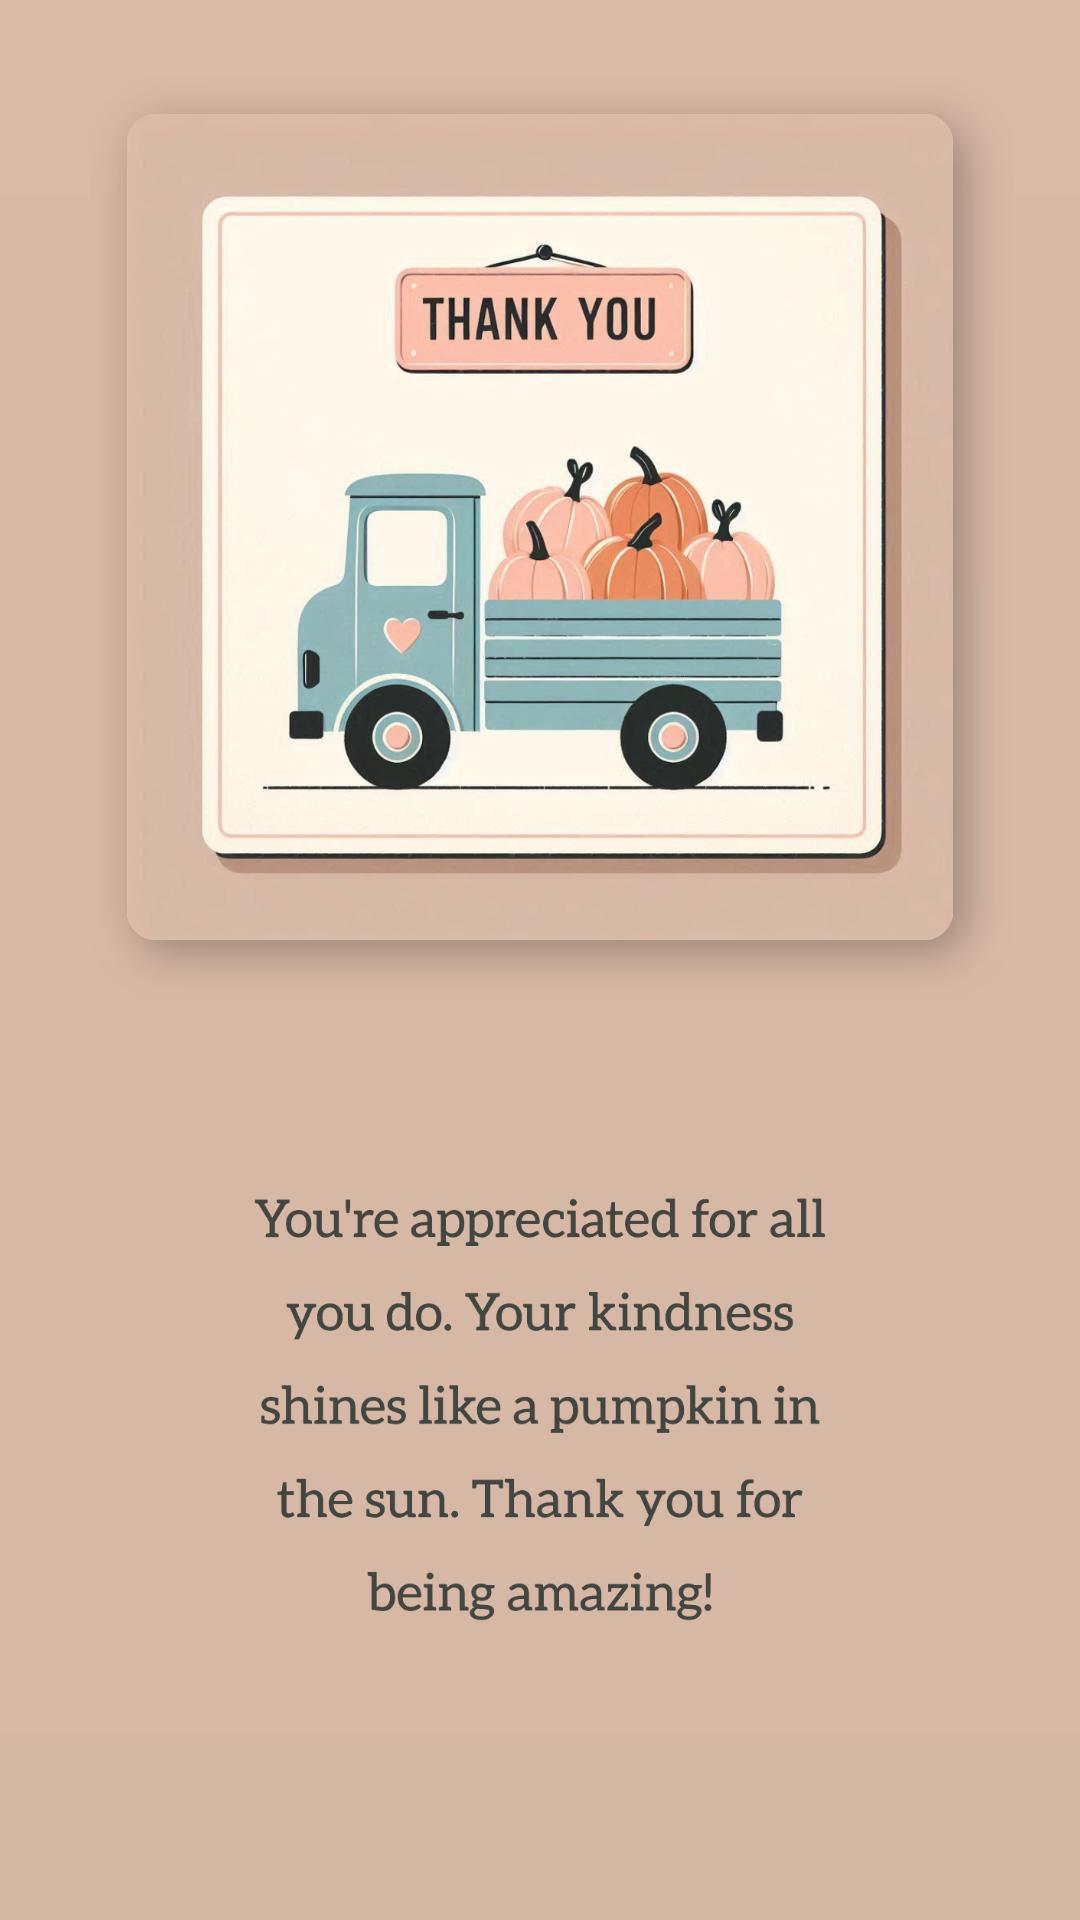 THANK YOU
You're appreciated for all
you do. Your kindness
shines like a pumpkin in
the sun. Thank you for
being amazing!